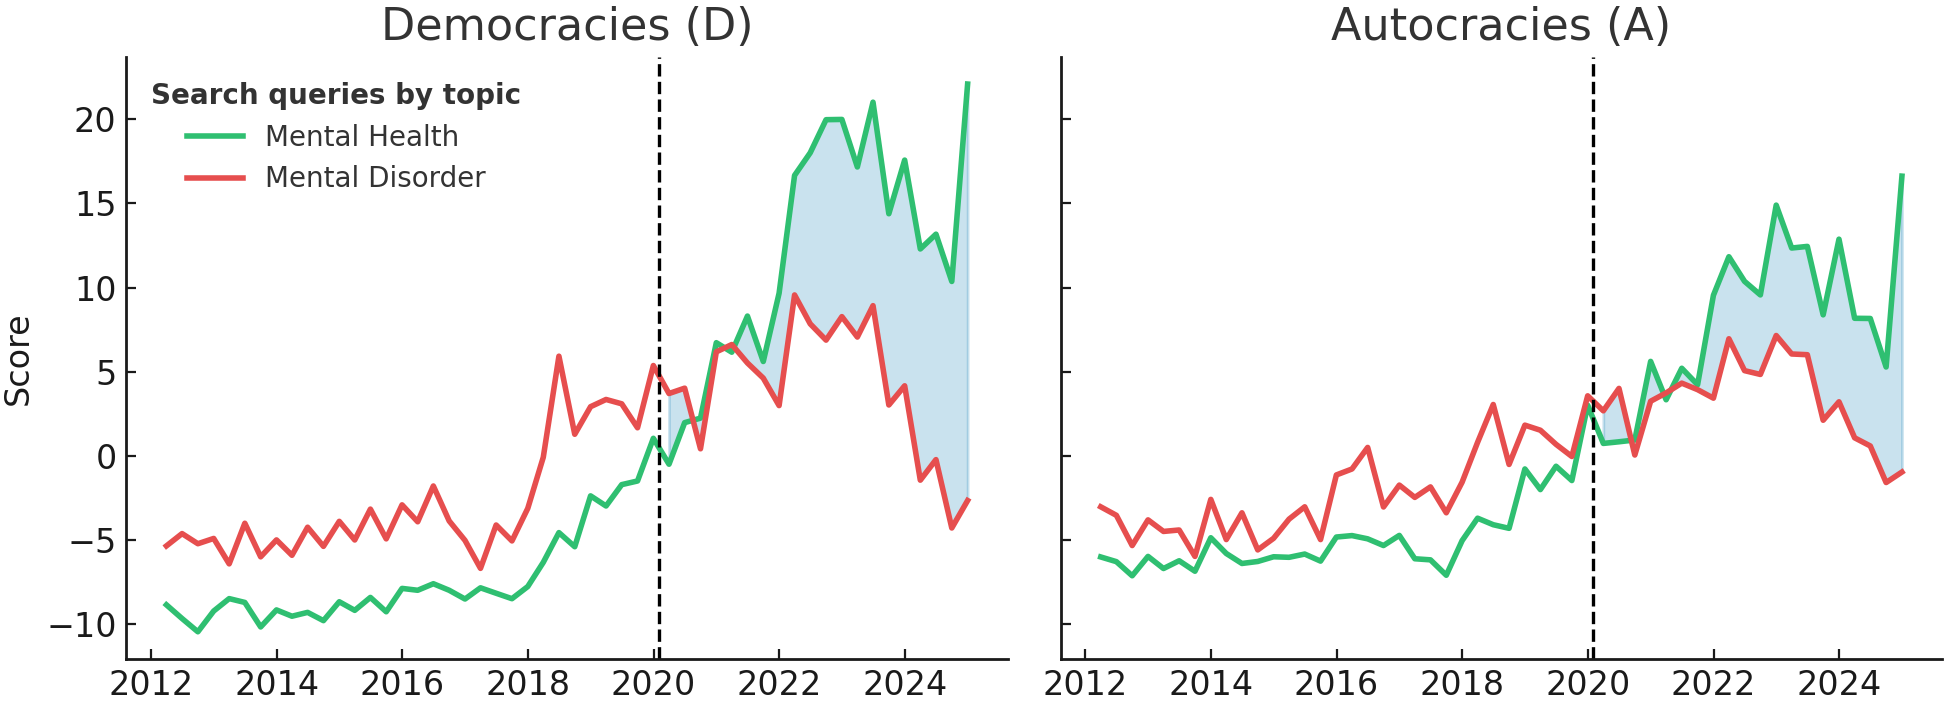 Democracies (D)
Autocracies (A)
Search queries by topic
Mental Health
Mental Disorder
Score
20
15
10
5
0
−5
−10
2012 2014 2016 2018 2020 2022 2024
2012 2014 2016 2018 2020 2022 2024